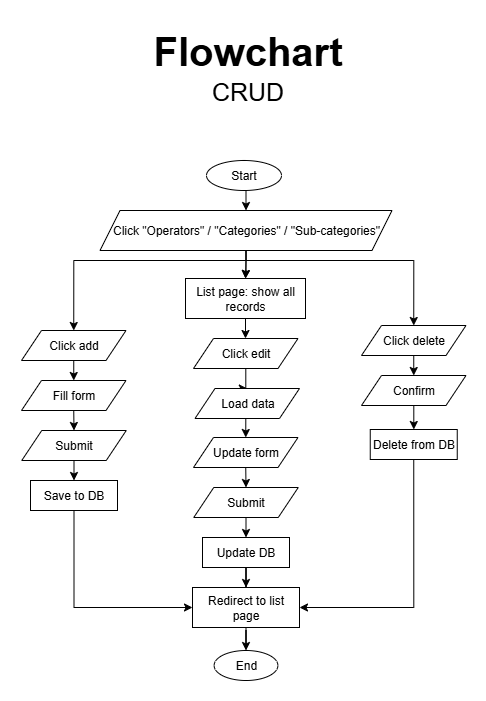 Flowchart
CRUD
Start
Click "Operators" / "Categories" / "Sub-categories"
List page: show all
records
Click add
Click edit
Click delete
Fill form
Load data
Confirm
Submit
Update form
Delete from DB
Save to DB
Submit
Update DB
Redirect to list
page
End